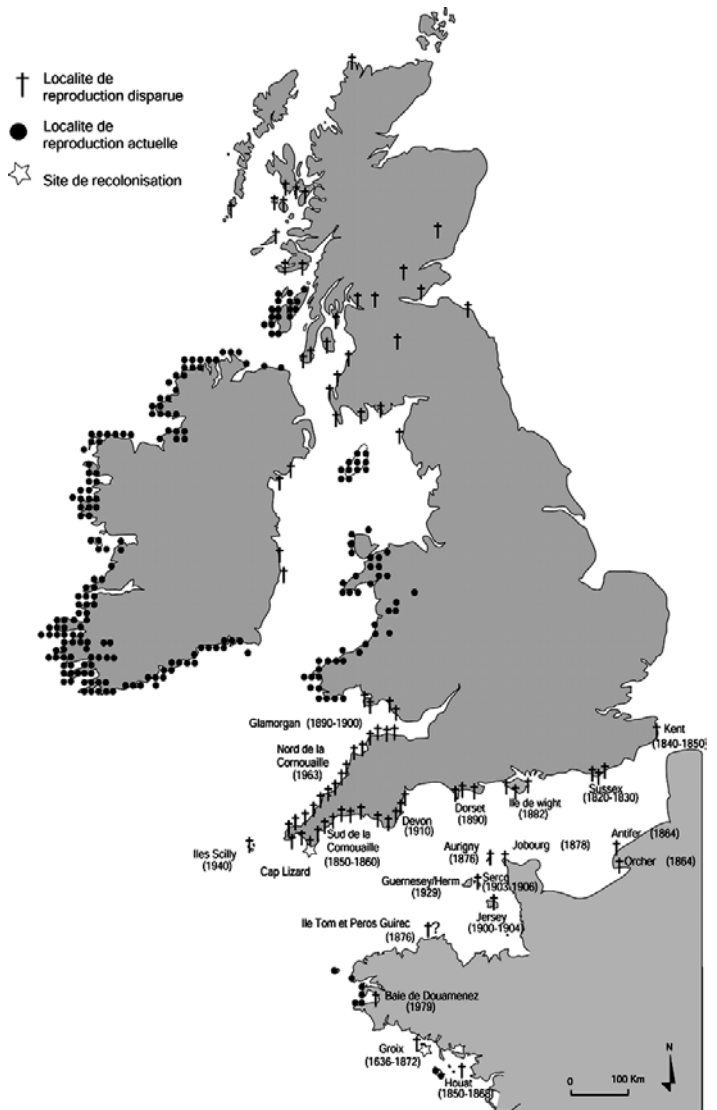 Localite de
reproduction disparue
Localite de
reproduction actuelle
Site de recolonisation
Glamorgan (1890-1900)
Nord de la
Cornouaille
(1963)
Iles Scilly
(1940)
Cap Lizard
Sud de la
Cornouaille
(1850-1860)
Devon
(1910)
Dorset
(1890)
Ile de wight
(1882)
Sussex
(1820-1830)
Kent
(1840-1850)
Aurigny
(1876)
Jobourg (1878)
Antifer (1864)
Orcher (1864)
Guernesey/Herm
(1929)
Sercq
(1903-1906)
Jersey
(1900-1904)
Ile Tom et Peros Guirec
(1876)
?
Baie de Douamenez
(1979)
Groix
(1636-1872)
Houat
(1850-1868)
N
0 100 Km